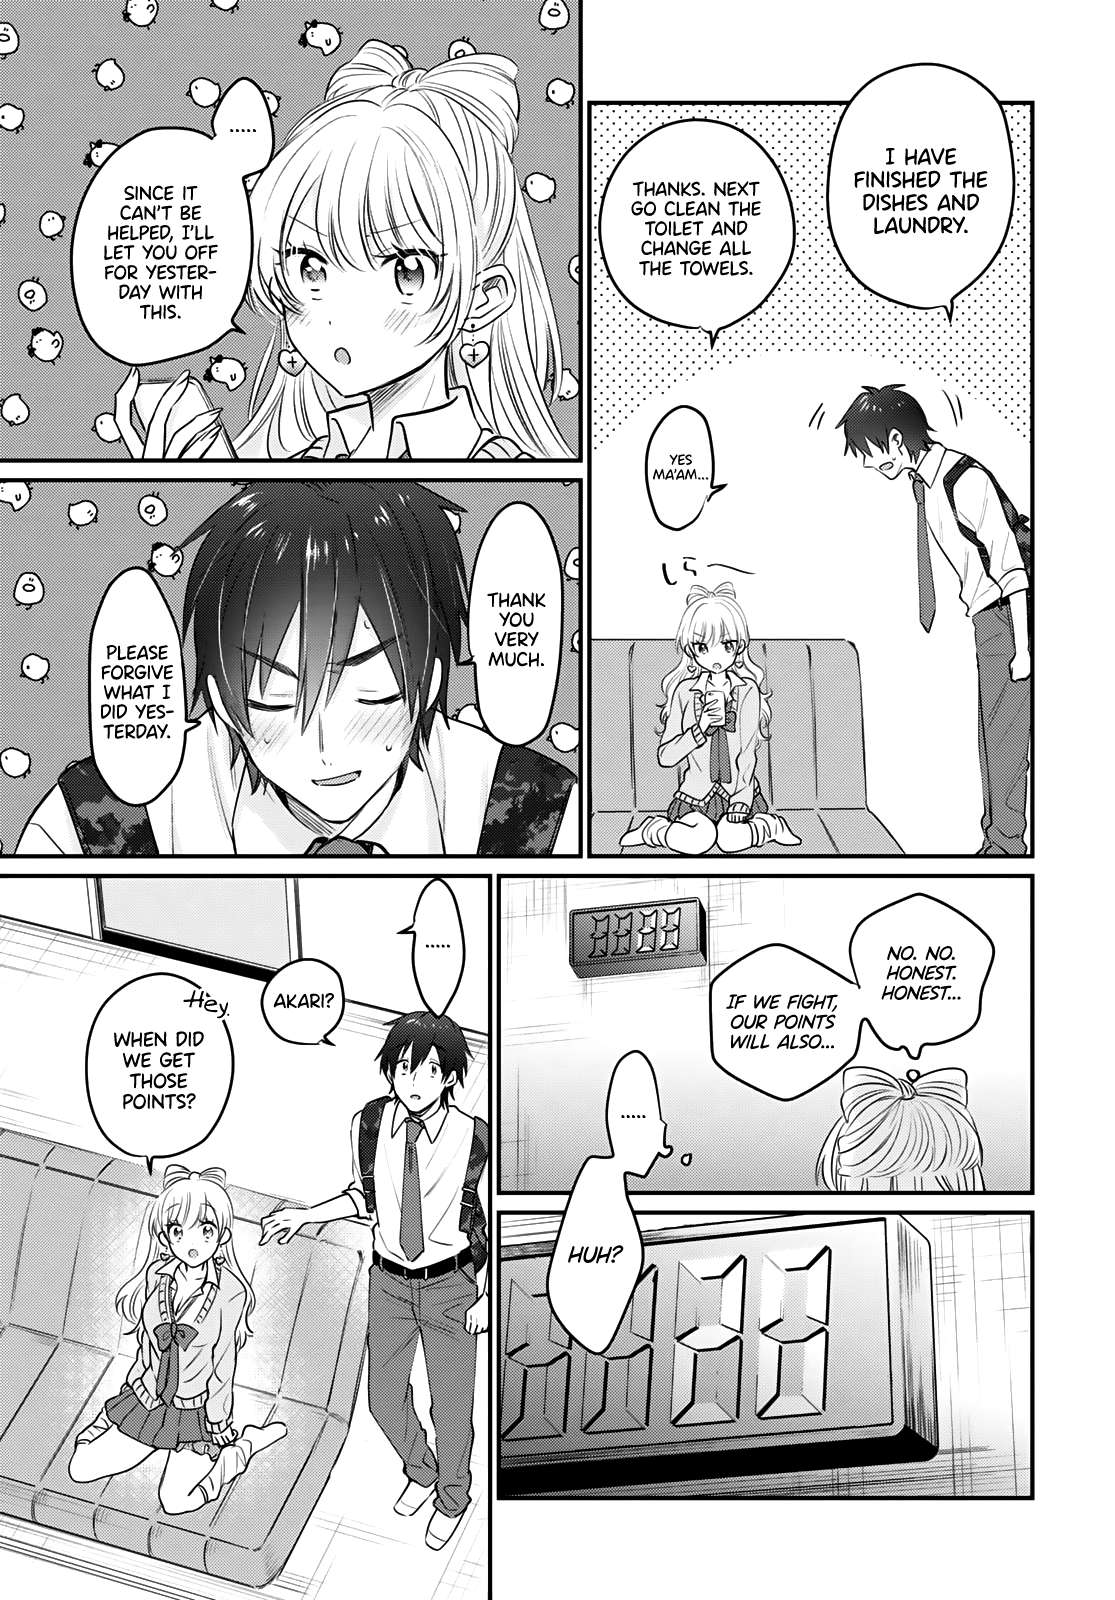 I HAVE
FINISHED THE
DISHES AND
LAUNDRY.
THANKS. NEXT
GO CLEAN THE
TOILET AND
CHANGE ALL
THE TOWELS.
YES
MA'AM...
しら～
......
SINCE IT
CAN'T BE
HELPED, I'LL
LET YOU OFF
FOR YESTER-
DAY WITH
THIS.
THANK
YOU
VERY
MUCH.
PLEASE
FORGIVE
WHAT I
DID YES-
TERDAY.
NO. NO.
HONEST.
HONEST...
IF WE FIGHT,
OUR POINTS
WILL ALSO...
......
HUH?
......
AKARI?
Hey.
WHEN DID
WE GET
THOSE
POINTS?